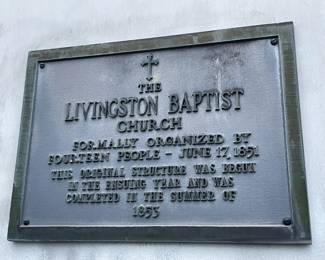 THE
LIVINGSTON BAPTIST
CHURCH
FORMALLY ORGANIZED BY
FOURTEEN PEOPLE - JUNE 17, 1851
THIS ORIGINAL STRUCTURE WAS BEGUN
IN THE ENSUING YEAR AND WAS
COMPLETED IN THE SUMMER OF
1853